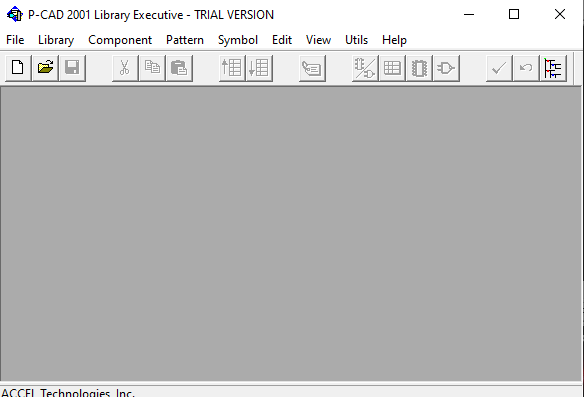 P-CAD 2001 Library Executive - TRIAL VERSION
File Library Component Pattern Symbol Edit View Utils Help
ACCEL Technologies, Inc.